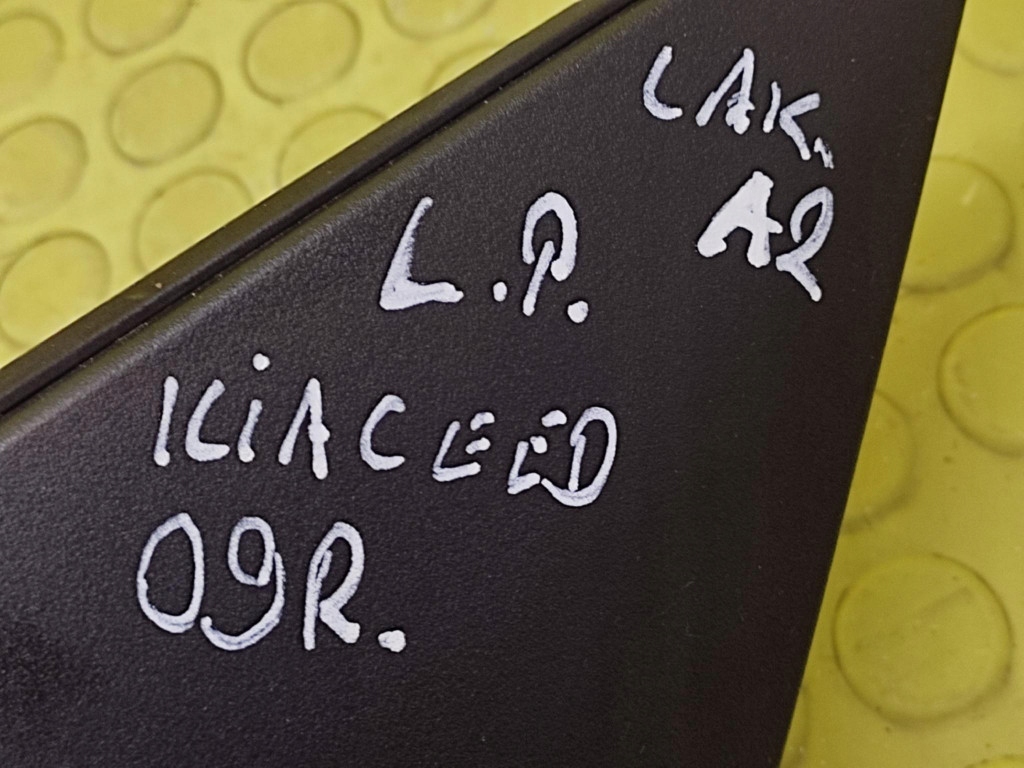 LAK.
A2
L.P.
KiA CEED
09R.